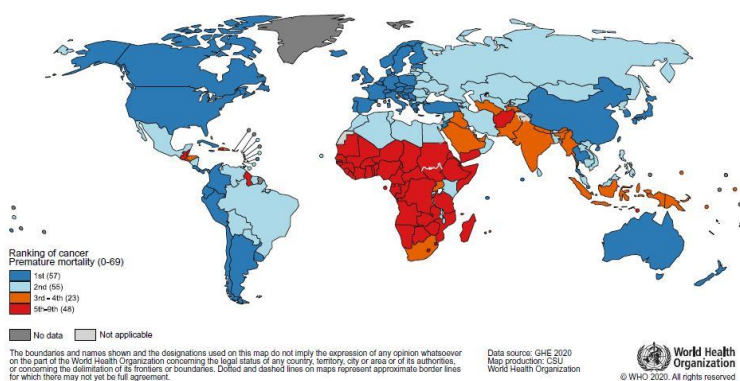 Ranking of cancer
Premature mortality (0-69)
1st (57)
2nd (55)
3rd–4th (23)
5th-9th (48)
No data
Not applicable
The boundaries and names shown and the designations used on this map do not imply the expression of any opinion whatsoever
on the part of the World Health Organization concerning the legal status of any country, territory, city or area or of its authorities,
or concerning the delimitation of its frontiers or boundaries. Dotted and dashed lines on maps represent approximate border lines
for which there may not yet be full agreement.
Data source: GHE 2020
Map production: CSU
World Health Organization
World Health
Organization
© WHO 2020. All rights reserved